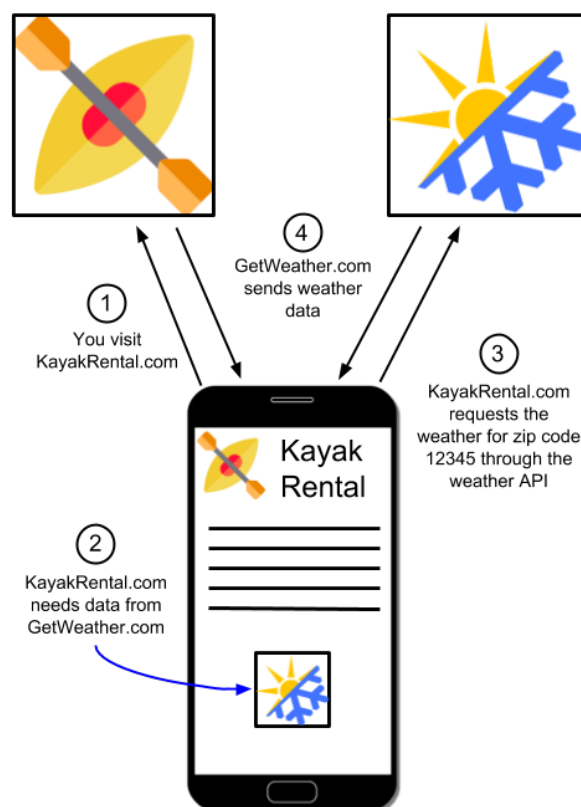 1
You visit
KayakRental.com
2
KayakRental.com
needs data from
GetWeather.com
3
KayakRental.com
requests the
weather for zip code
12345 through the
weather API
4
GetWeather.com
sends weather
data
Kayak
Rental